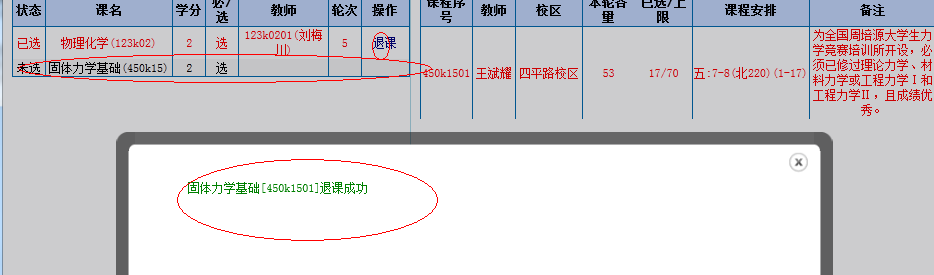 状态 课名 学分 必/选 教师 轮次 操作
已选 物理化学(123k02) 2 选 123k0201(刘梅川) 5 退课
未选 固体力学基础(450k15) 2 选
课程序号 教师 校区 本轮容量 已选/上限 课程安排 备注
450k1501 王斌耀 四平路校区 53 17/70 五:7-8(北220)(1-17)
为全国周培源大学生力
学竞赛培训所开设，必
须已修过理论力学、材
料力学或工程力学Ⅰ和
工程力学Ⅱ，且成绩优
秀。
固体力学基础[450k1501]退课成功